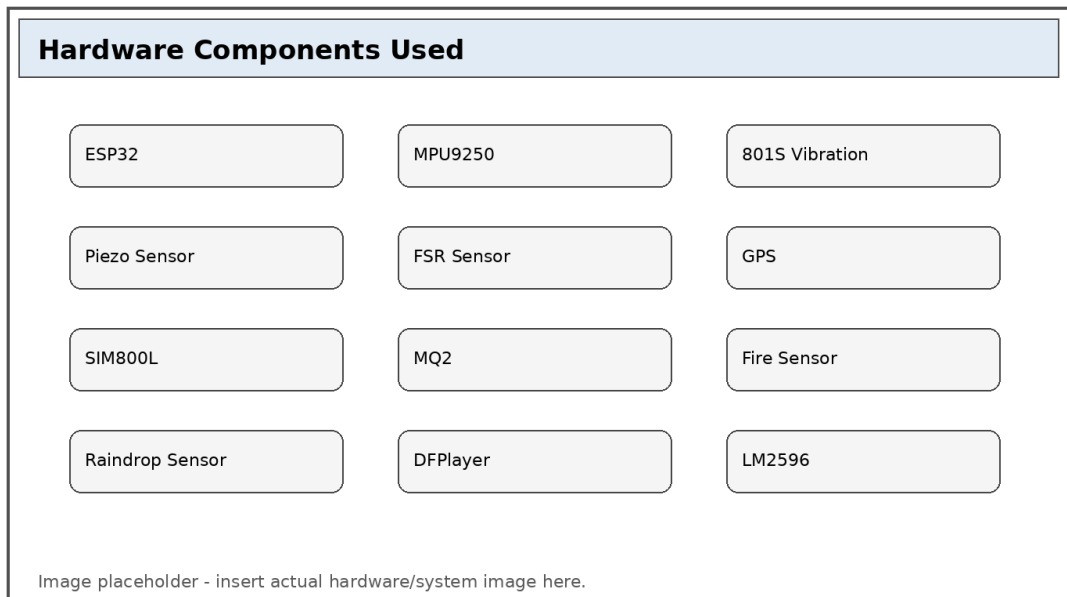 Hardware Components Used
ESP32
MPU9250
801S Vibration
Piezo Sensor
FSR Sensor
GPS
SIM800L
MQ2
Fire Sensor
Raindrop Sensor
DFPlayer
LM2596
Image placeholder - insert actual hardware/system image here.